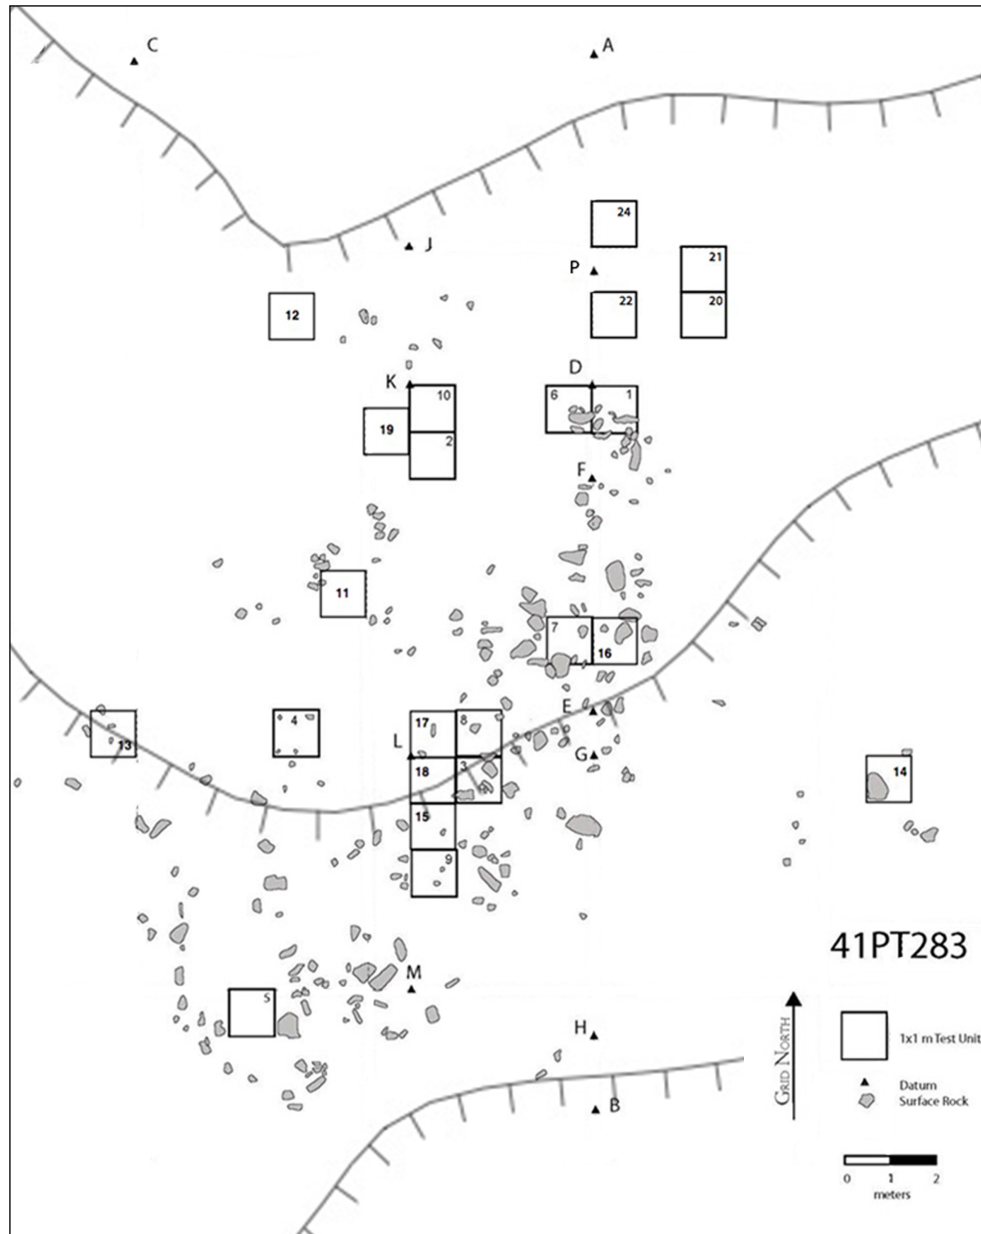 C
A
24
J
P
21
12
22
20
D
K
10
6
1
19
2
F
11
7
16
E
17
8
4
13
L
G
18
3
14
15
9
41PT283
M
5
H
GRID NORTH
1x1 m Test Unit
Datum
Surface Rock
B
0 1 2
meters